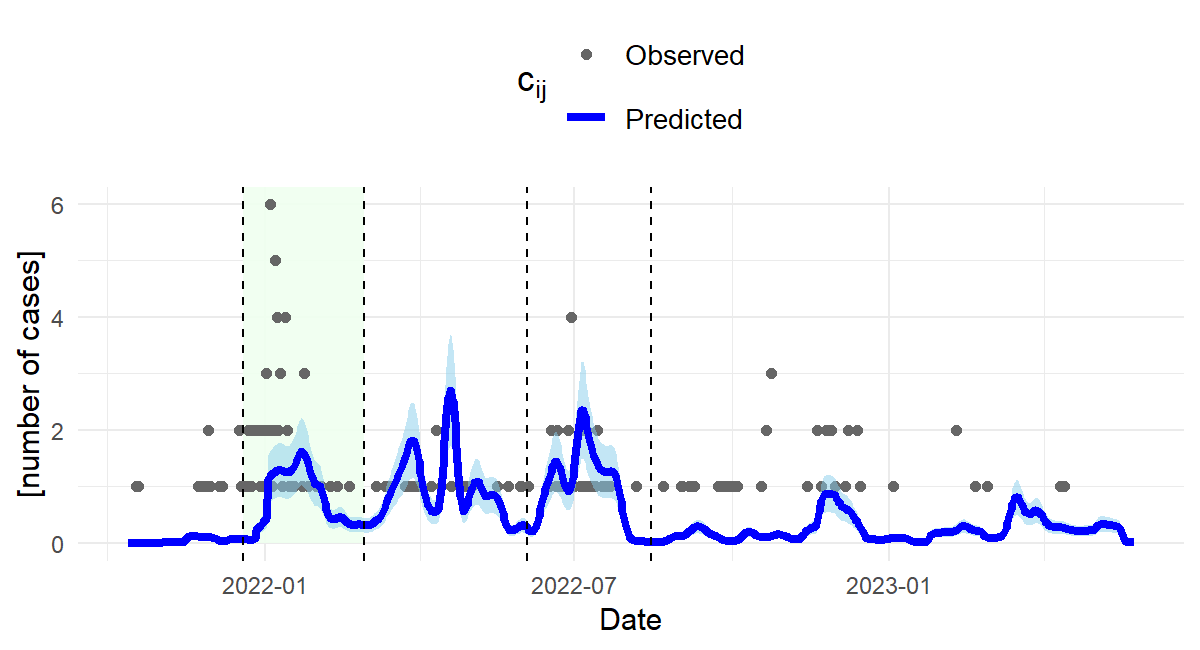 Observed
c_ij
Predicted
6
4
2
0
[number of cases]
2022-01
2022-07
2023-01
Date